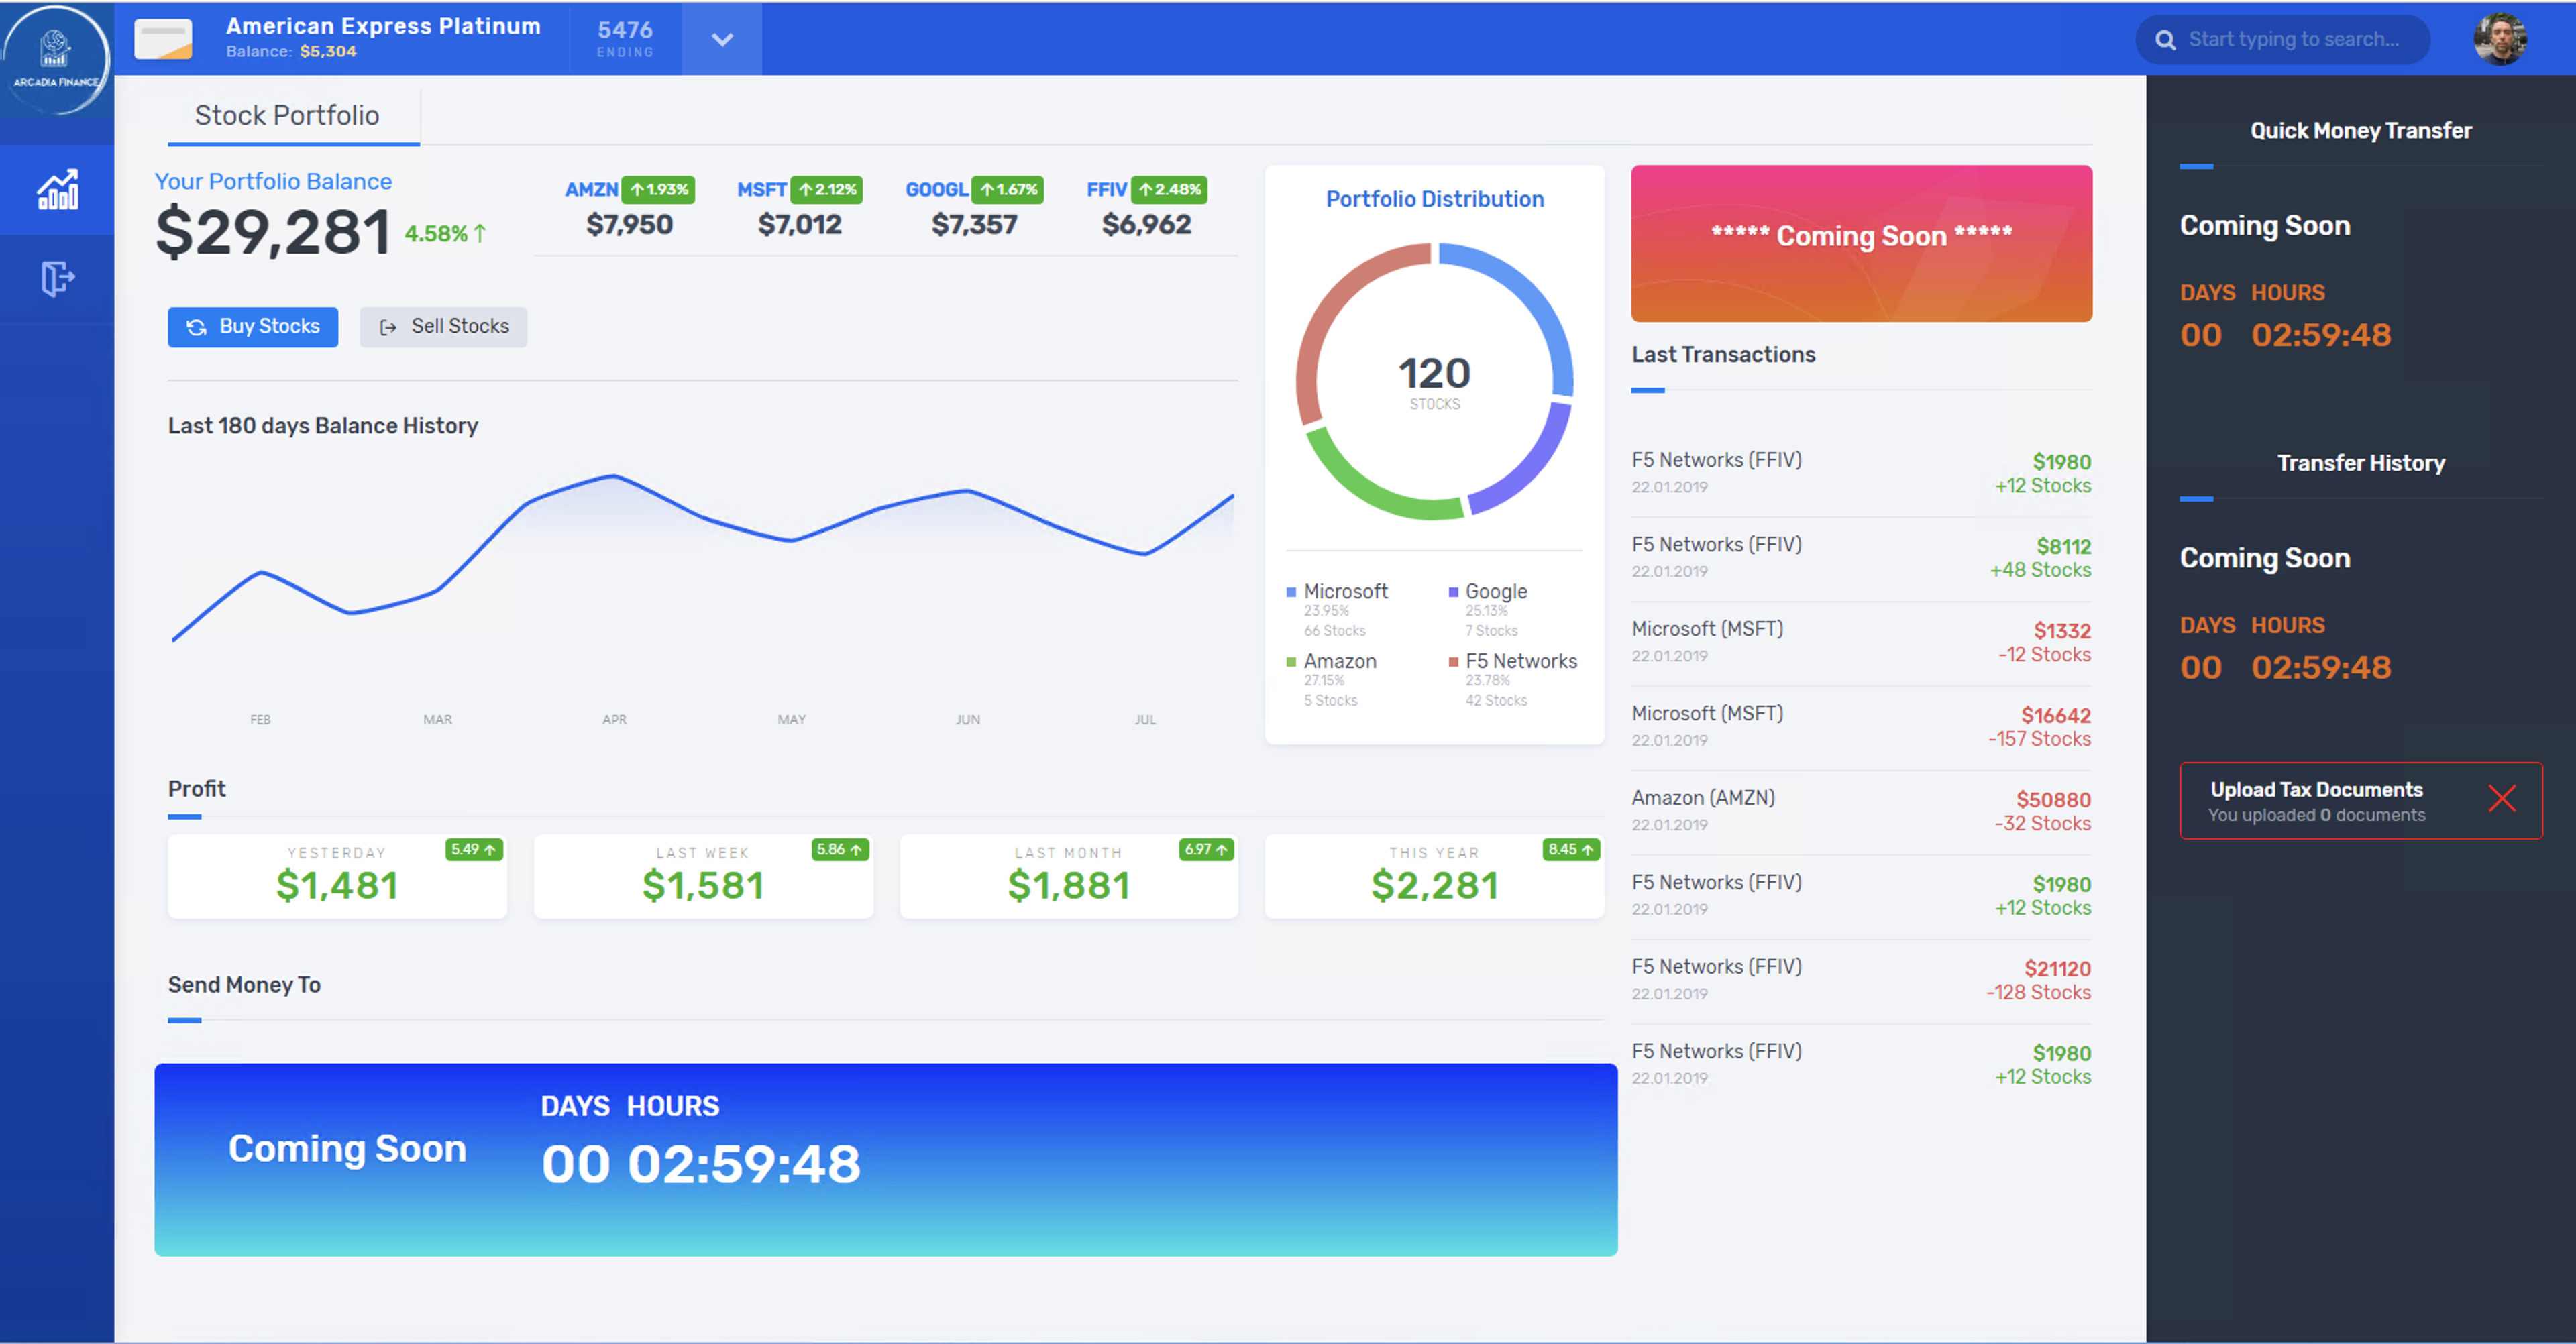 ARCADIA FINANCE
American Express Platinum
Balance: $5,304
5476
ENDING
Start typing to search...
Stock Portfolio
Your Portfolio Balance
$29,281 4.58% ↑
AMZN ↑1.93%
$7,950
MSFT ↑2.12%
$7,012
GOOGL ↑1.67%
$7,357
FFIV ↑2.48%
$6,962
Buy Stocks
Sell Stocks
Last 180 days Balance History
FEB MAR APR MAY JUN JUL
Portfolio Distribution
120
STOCKS
Microsoft
23.95%
66 Stocks
Google
25.13%
7 Stocks
Amazon
27.15%
5 Stocks
F5 Networks
23.78%
42 Stocks
Profit
YESTERDAY 5.49 ↑
$1,481
LAST WEEK 5.86 ↑
$1,581
LAST MONTH 6.97 ↑
$1,881
THIS YEAR 8.45 ↑
$2,281
Send Money To
Coming Soon
DAYS HOURS
00 02:59:48
***** Coming Soon *****
Last Transactions
F5 Networks (FFIV) $1980
22.01.2019 +12 Stocks
F5 Networks (FFIV) $8112
22.01.2019 +48 Stocks
Microsoft (MSFT) $1332
22.01.2019 -12 Stocks
Microsoft (MSFT) $16642
22.01.2019 -157 Stocks
Amazon (AMZN) $50880
22.01.2019 -32 Stocks
F5 Networks (FFIV) $1980
22.01.2019 +12 Stocks
F5 Networks (FFIV) $21120
22.01.2019 -128 Stocks
F5 Networks (FFIV) $1980
22.01.2019 +12 Stocks
Quick Money Transfer
Coming Soon
DAYS HOURS
00 02:59:48
Transfer History
Coming Soon
DAYS HOURS
00 02:59:48
Upload Tax Documents
You uploaded 0 documents